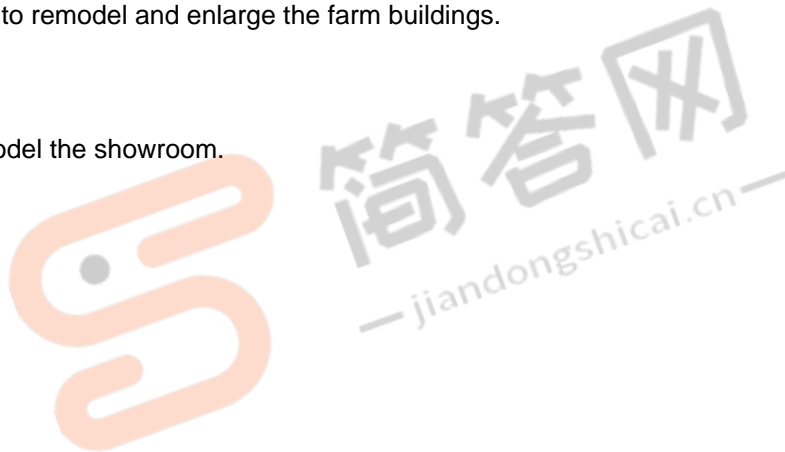 to remodel and enlarge the farm buildings.
odel the showroom.
简答网
jiandongshicai.cn